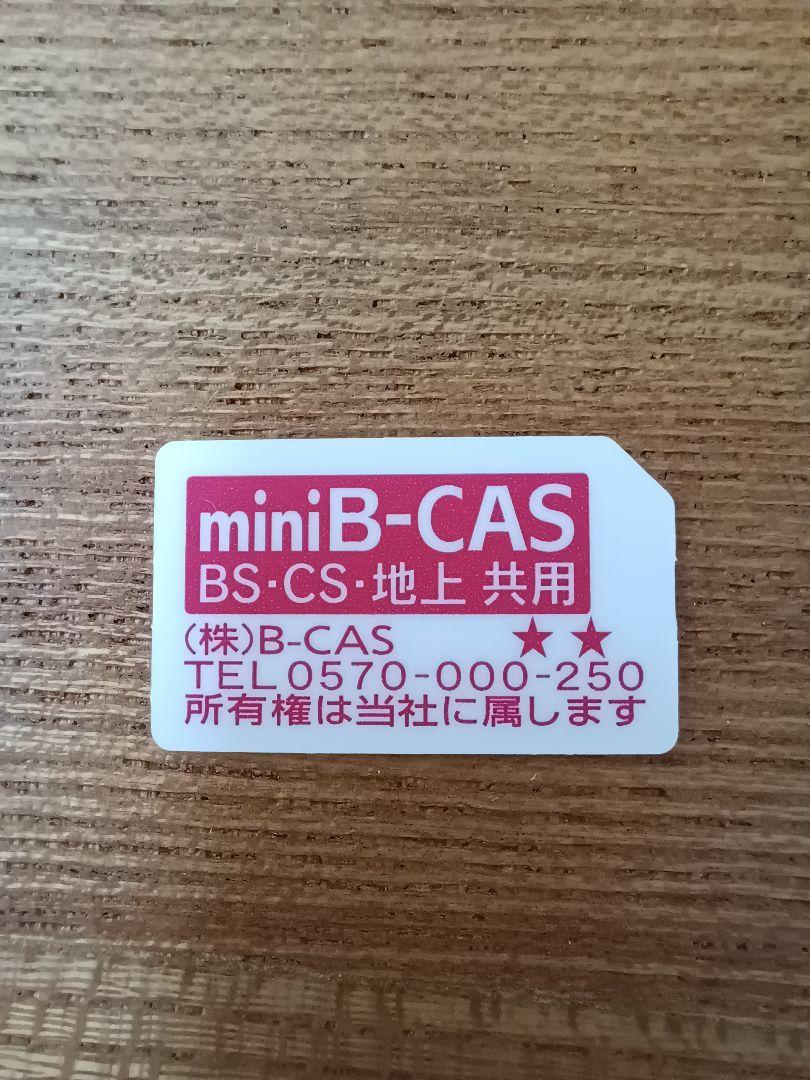 miniB-CAS
BS·CS·地上 共用
(株)B-CAS ★★
TEL 0570-000-250
所有権は当社に属します